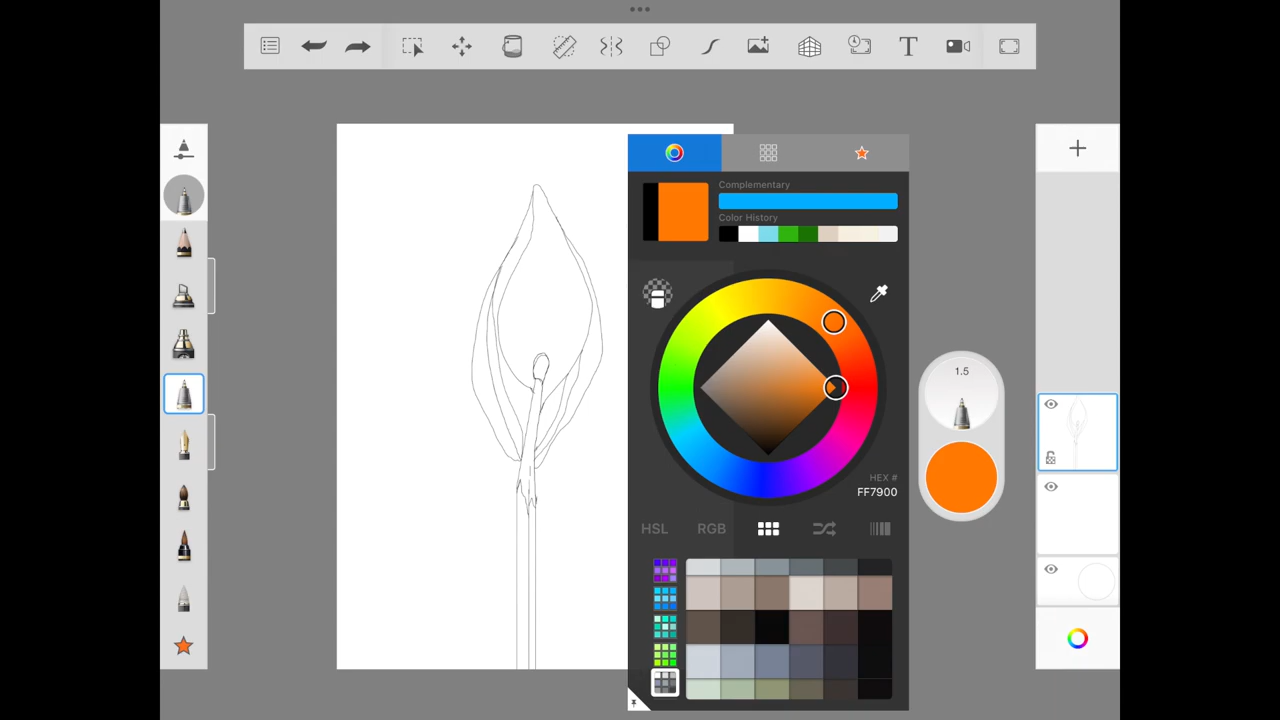 T
Complementary
Color History
1.5
HEX #
FF7900
HSL RGB